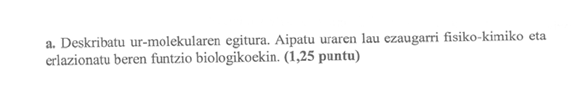 a. Deskribatu ur-molekularen egitura. Aipatu uraren lau ezaugarri fisiko-kimiko eta
erlazionatu beren funtzio biologikoekin. (1,25 puntu)